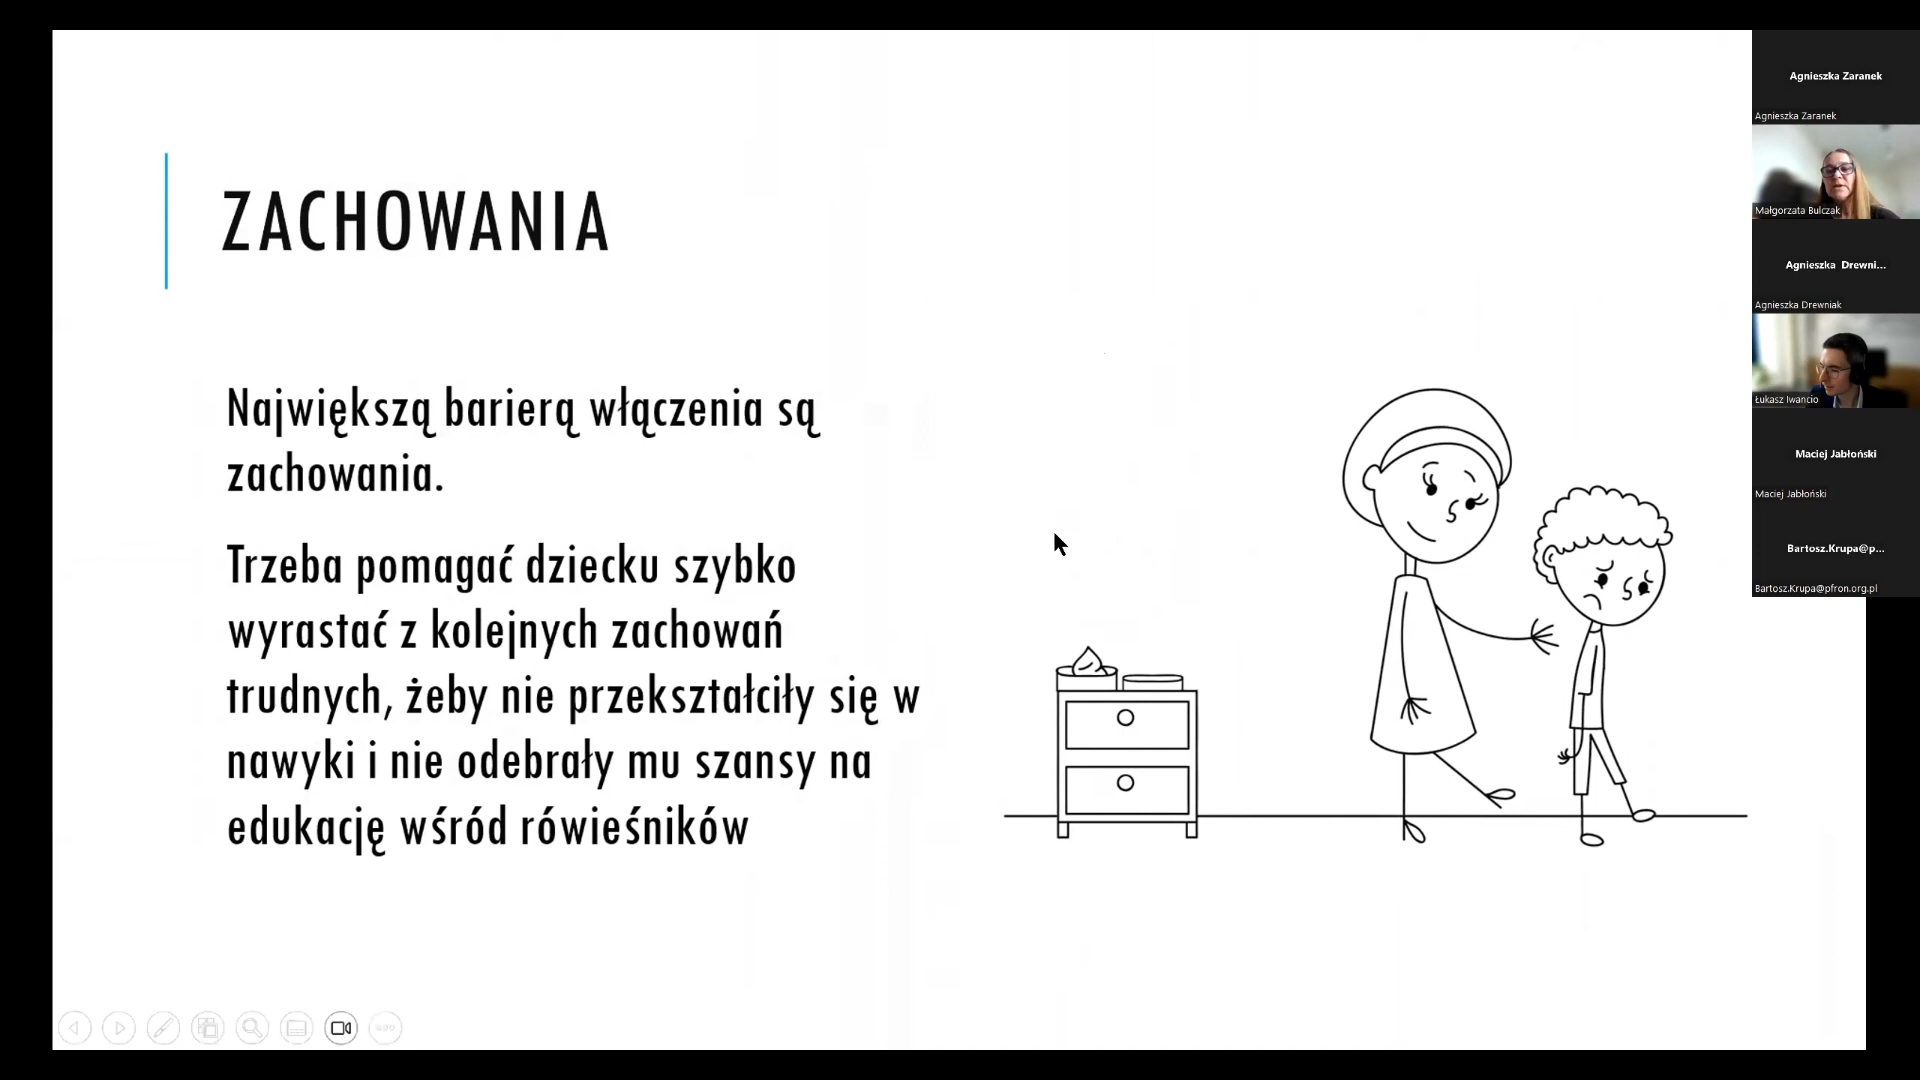 ZACHOWANIA
Największą barierą włączenia są
zachowania.
Trzeba pomagać dziecku szybko
wyrastać z kolejnych zachowań
trudnych, żeby nie przekształciły się w
nawyki i nie odebrały mu szansy na
edukację wśród rówieśników
Agnieszka Zaranek
Agnieszka Zaranek
Małgorzata Bulczak
Agnieszka Drewni...
Agnieszka Drewniak
Łukasz Iwancio
Maciej Jabłoński
Maciej Jabłoński
Bartosz.Krupa@p...
Bartosz.Krupa@pfron.org.pl